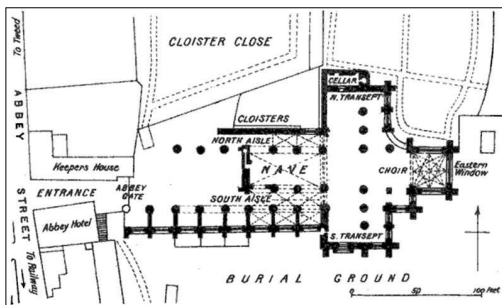 To Tweed
CLOISTER CLOSE
CELLAR
N. TRANSEPT
ABBEY
CLOISTERS
NORTH AISLE
Keepers House
NAVE
CHOIR
Eastern
Window
ENTRANCE
ABBEY
GATE
SOUTH AISLE
STREET
Abbey Hotel
S. TRANSEPT
To Railway
BURIAL GROUND
0 50 100 Feet